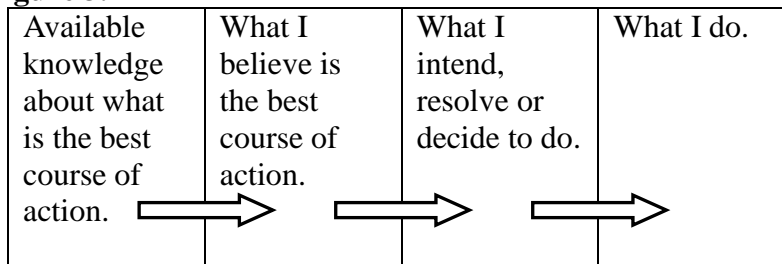 Available
knowledge
about what
is the best
course of
action.
What I
believe is
the best
course of
action.
What I
intend,
resolve or
decide to do.
What I do.